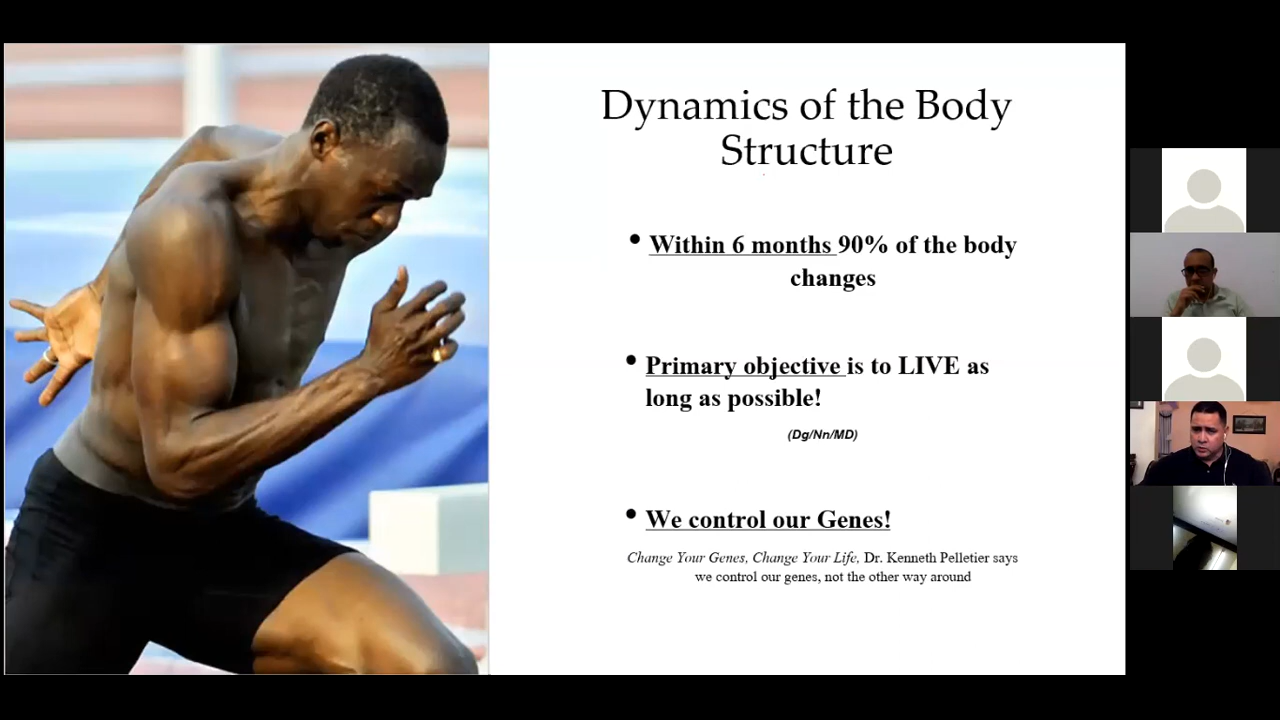 Dynamics of the Body
Structure
• Within 6 months 90% of the body
changes
• Primary objective is to LIVE as
long as possible!
(Dg/Nn/MD)
• We control our Genes!
Change Your Genes, Change Your Life, Dr. Kenneth Pelletier says
we control our genes, not the other way around